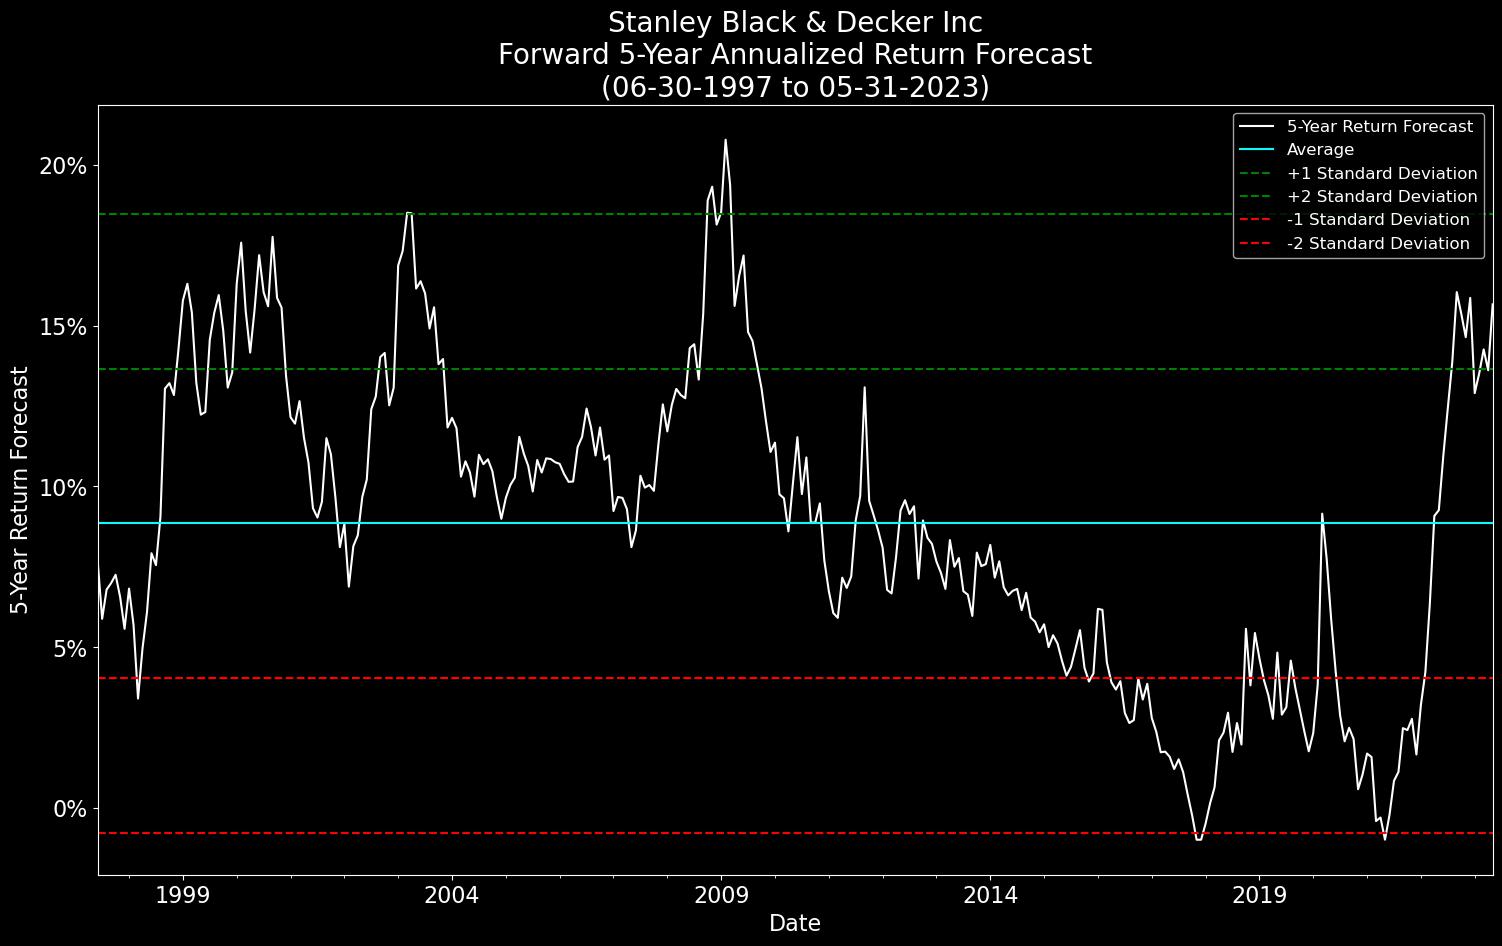 Stanley Black & Decker Inc
Forward 5-Year Annualized Return Forecast
(06-30-1997 to 05-31-2023)
5-Year Return Forecast
Average
+1 Standard Deviation
+2 Standard Deviation
-1 Standard Deviation
-2 Standard Deviation
20%
15%
10%
5%
0%
5-Year Return Forecast
1999 2004 2009 2014 2019
Date